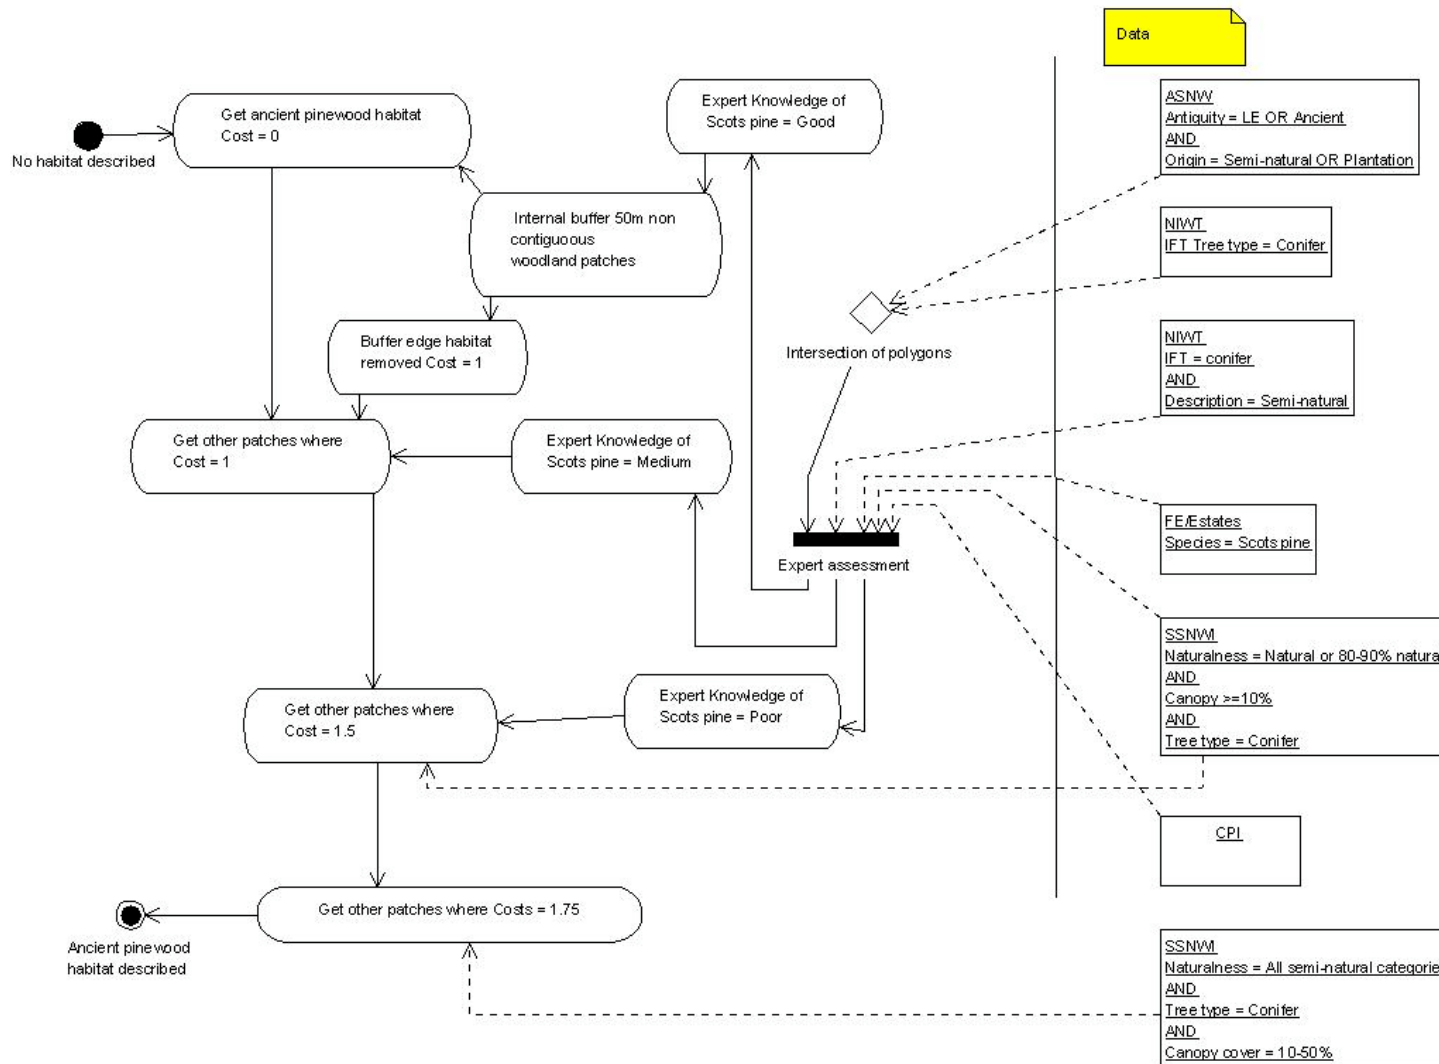 Data
Get ancient pinewood habitat
Cost = 0
No habitat described
Expert Knowledge of
Scots pine = Good
ASNW
Antiquity = LE OR Ancient
AND
Origin = Semi-natural OR Plantation
Internal buffer 50m non
contiguoous
woodland patches
NIWT
IFT Tree type = Conifer
Buffer edge habitat
removed Cost = 1
Intersection of polygons
NIWT
IFT = conifer
AND
Description = Semi-natural
Get other patches where
Cost = 1
Expert Knowledge of
Scots pine = Medium
FE/Estates
Species = Scots pine
Expert assessment
SSNWI
Naturalness = Natural or 80-90% natura
AND
Canopy >=10%
AND
Tree type = Conifer
Get other patches where
Cost = 1.5
Expert Knowledge of
Scots pine = Poor
CPI
Get other patches where Costs = 1.75
Ancient pinewood
habitat described
SSNWI
Naturalness = All semi-natural categorie
AND
Tree type = Conifer
AND
Canopy cover = 10-50%